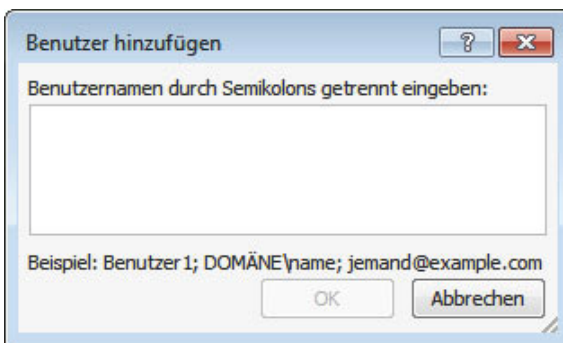 Benutzer hinzufügen
?
Benutzernamen durch Semikolons getrennt eingeben:
Beispiel: Benutzer1; DOMÄNE\name; jemand@example.com
OK Abbrechen